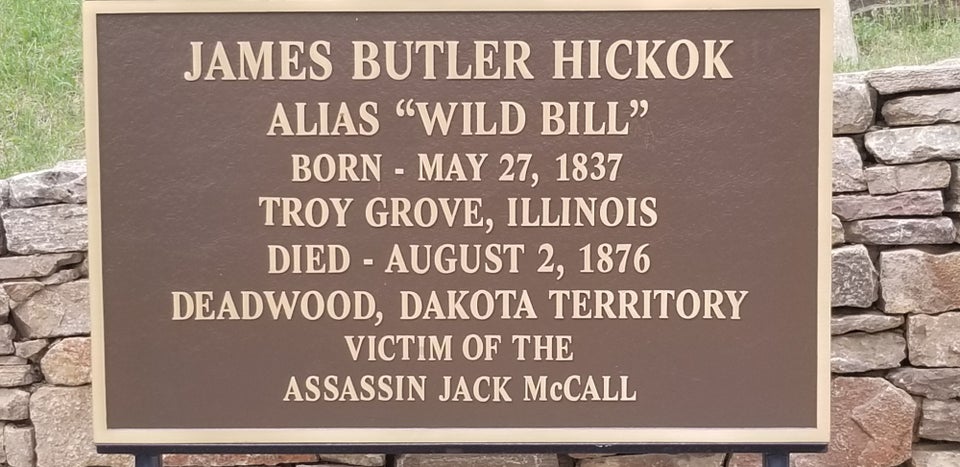 JAMES BUTLER HICKOK
ALIAS “WILD BILL”
BORN - MAY 27, 1837
TROY GROVE, ILLINOIS
DIED - AUGUST 2, 1876
DEADWOOD, DAKOTA TERRITORY
VICTIM OF THE
ASSASSIN JACK McCALL